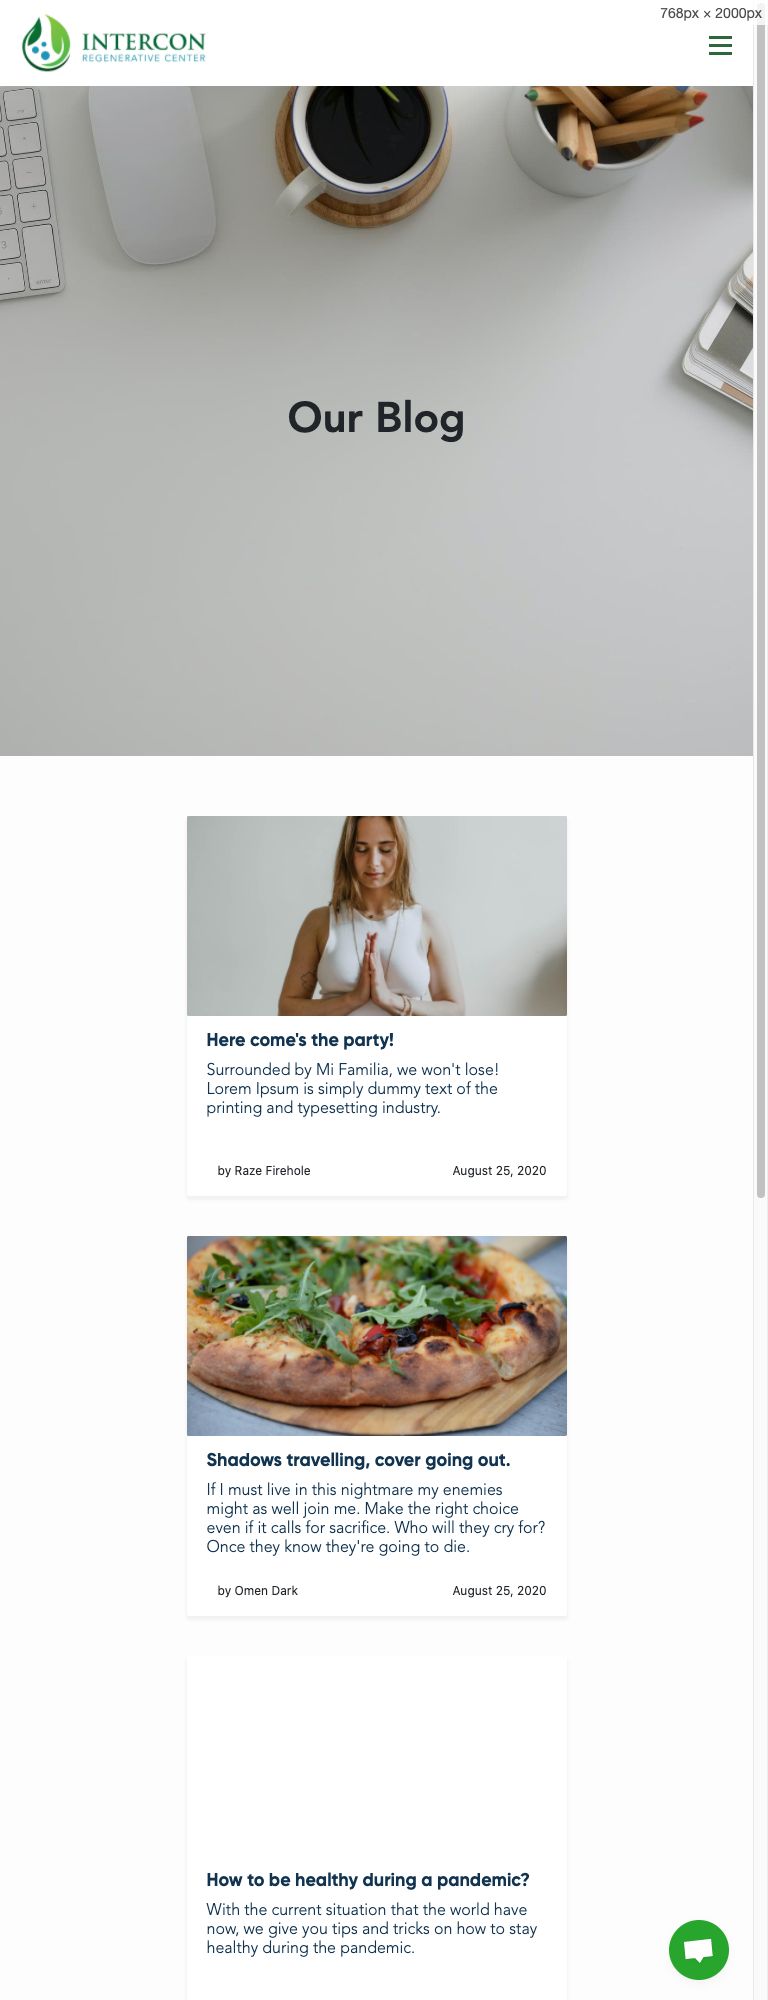 768px × 2000px
INTERCON
REGENERATIVE CENTER
Our Blog
Here come's the party!
Surrounded by Mi Familia, we won't lose!
Lorem Ipsum is simply dummy text of the
printing and typesetting industry.
by Raze Firehole
August 25, 2020
Shadows travelling, cover going out.
If I must live in this nightmare my enemies
might as well join me. Make the right choice
even if it calls for sacrifice. Who will they cry for?
Once they know they're going to die.
by Omen Dark
August 25, 2020
How to be healthy during a pandemic?
With the current situation that the world have
now, we give you tips and tricks on how to stay
healthy during the pandemic.